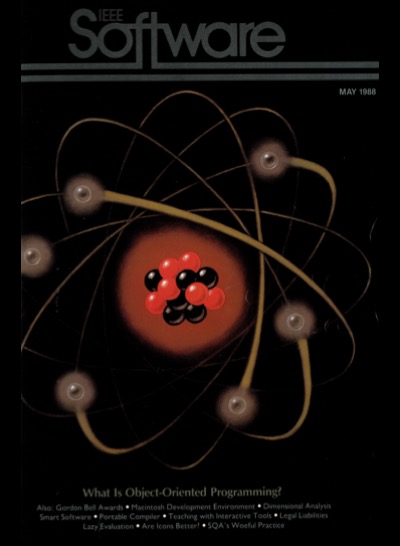 IEEE
Software
MAY 1988
What Is Object-Oriented Programming?
Also: Gordon Bell Awards • Macintosh Development Environment • Dimensional Analysis
Smart Software • Portable Compiler • Teaching with Interactive Tools • Legal Liabilities
Lazy Evaluation • Are Icons Better? • SQA's Woeful Practice